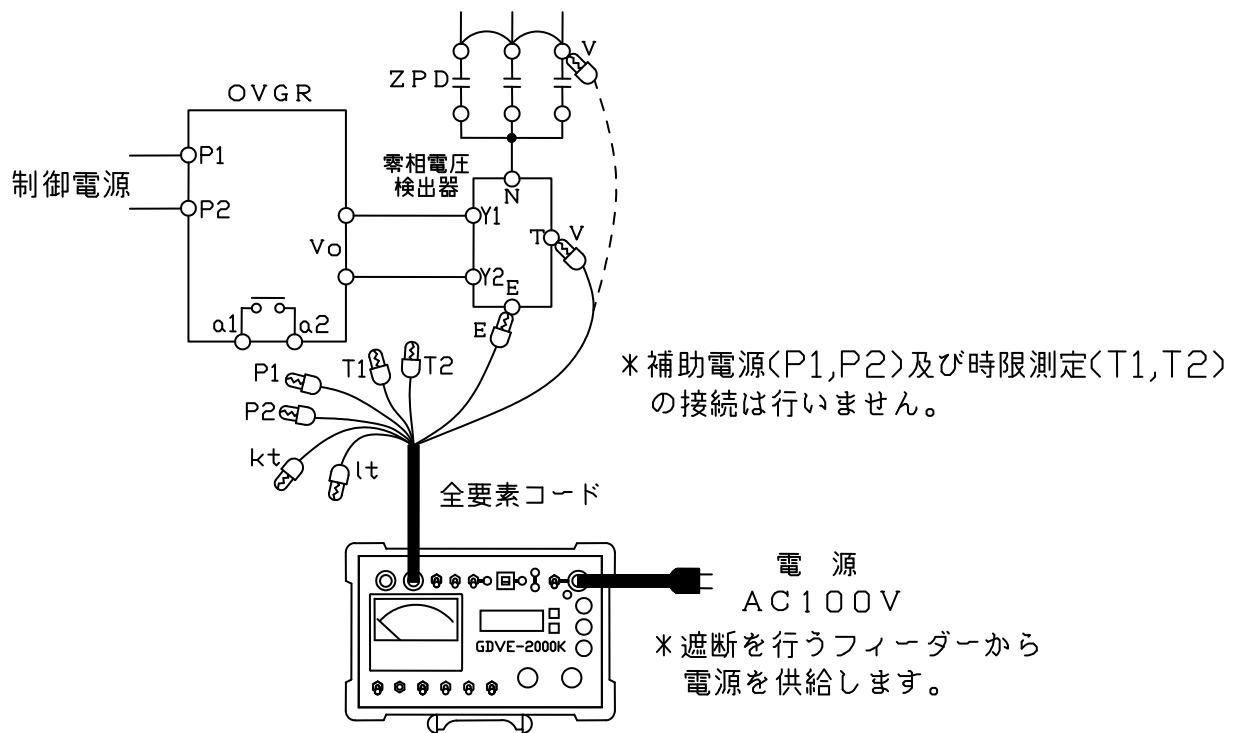 V
ZPD
OVGR
零相電圧
検出器
P1
制御電源
P2
N
Y1
T
V
Vo
Y2
E
a1
a2
E
T1
T2
P1
P2
kt
lt
*補助電源(P1,P2)及び時限測定(T1,T2)
の接続は行いません。
全要素コード
電 源
AC100V
GDVE-2000K
*遮断を行うフィーダーから
電源を供給します。